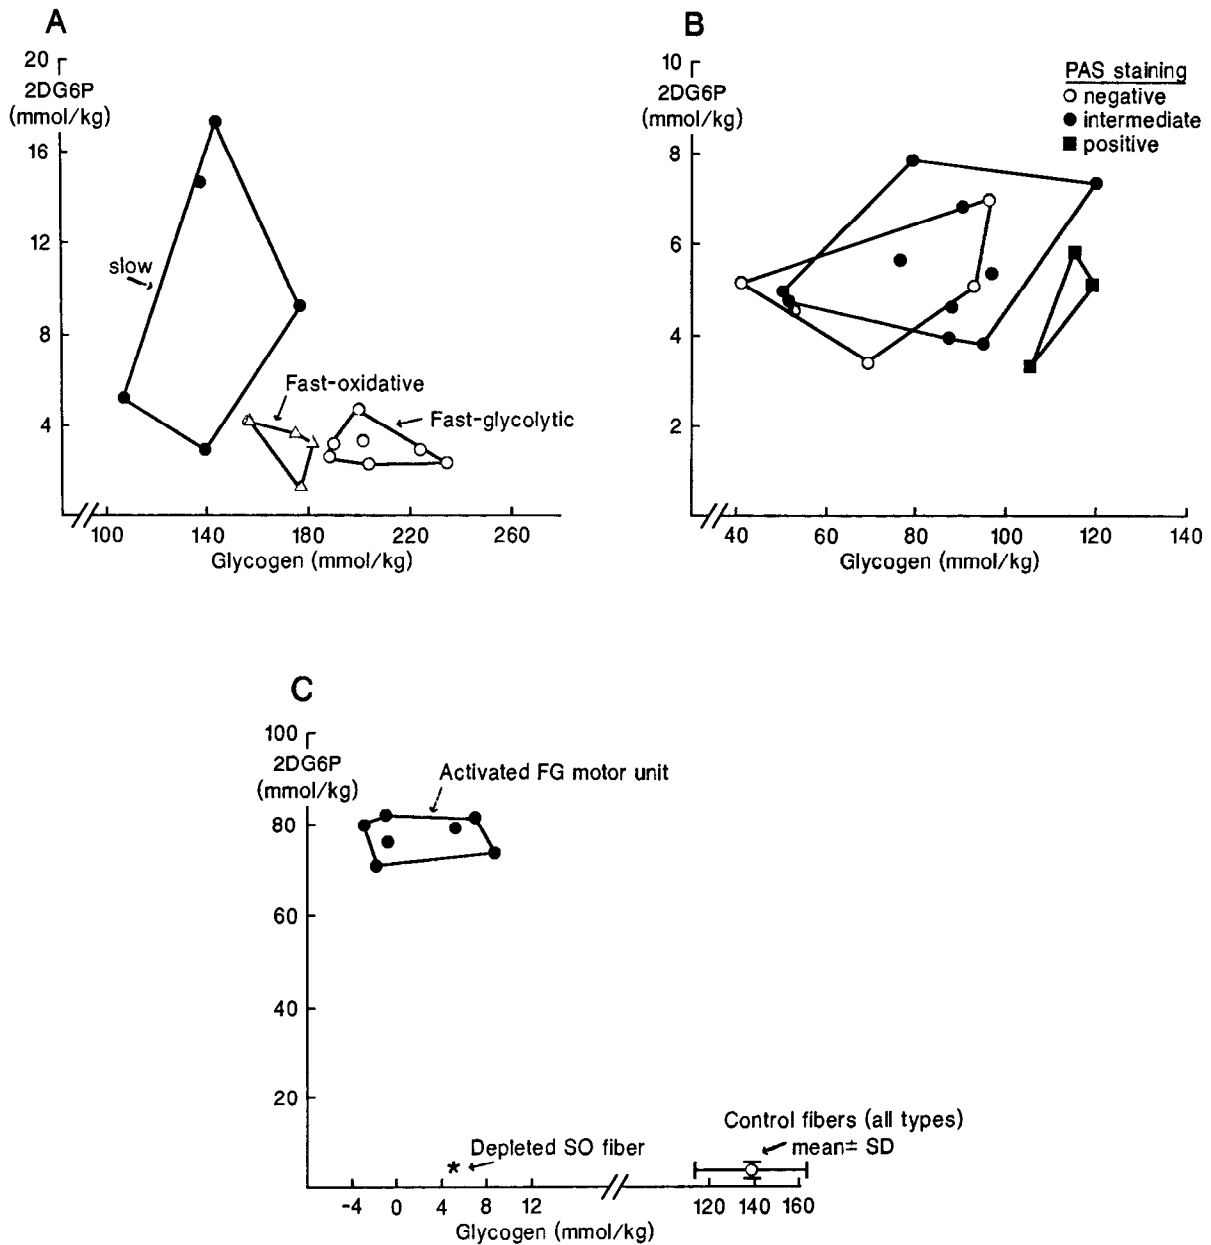 A
20
2DG6P
(mmol/kg)
16
12
8
4
slow
Fast-oxidative
Fast-glycolytic
100 140 180 220 260
Glycogen (mmol/kg)
B
10
2DG6P
(mmol/kg)
8
6
4
2
PAS staining
negative
intermediate
positive
40 60 80 100 120 140
Glycogen (mmol/kg)
C
100
2DG6P
(mmol/kg)
80
60
40
20
Activated FG motor unit
Control fibers (all types)
mean± SD
* Depleted SO fiber
-4 0 4 8 12 120 140 160
Glycogen (mmol/kg)